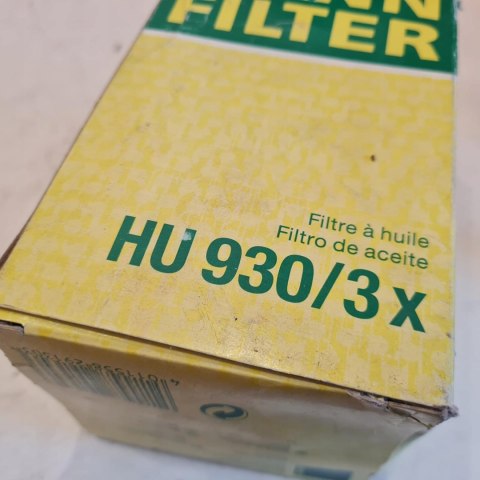 FILTER
Filtre à huile
Filtro de aceite
HU 930/3 x